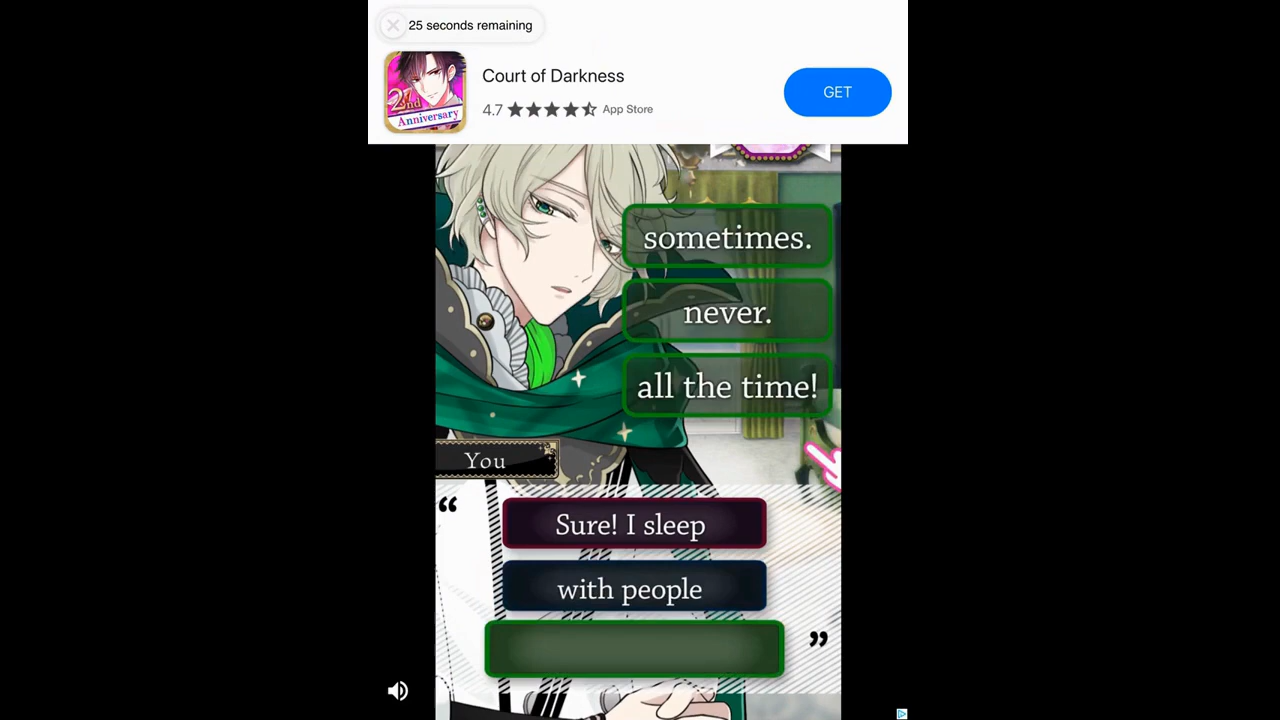 25 seconds remaining
2nd
Anniversary
Court of Darkness
4.7 App Store
GET
sometimes.
never.
all the time!
You
“
Sure! I sleep
with people
”